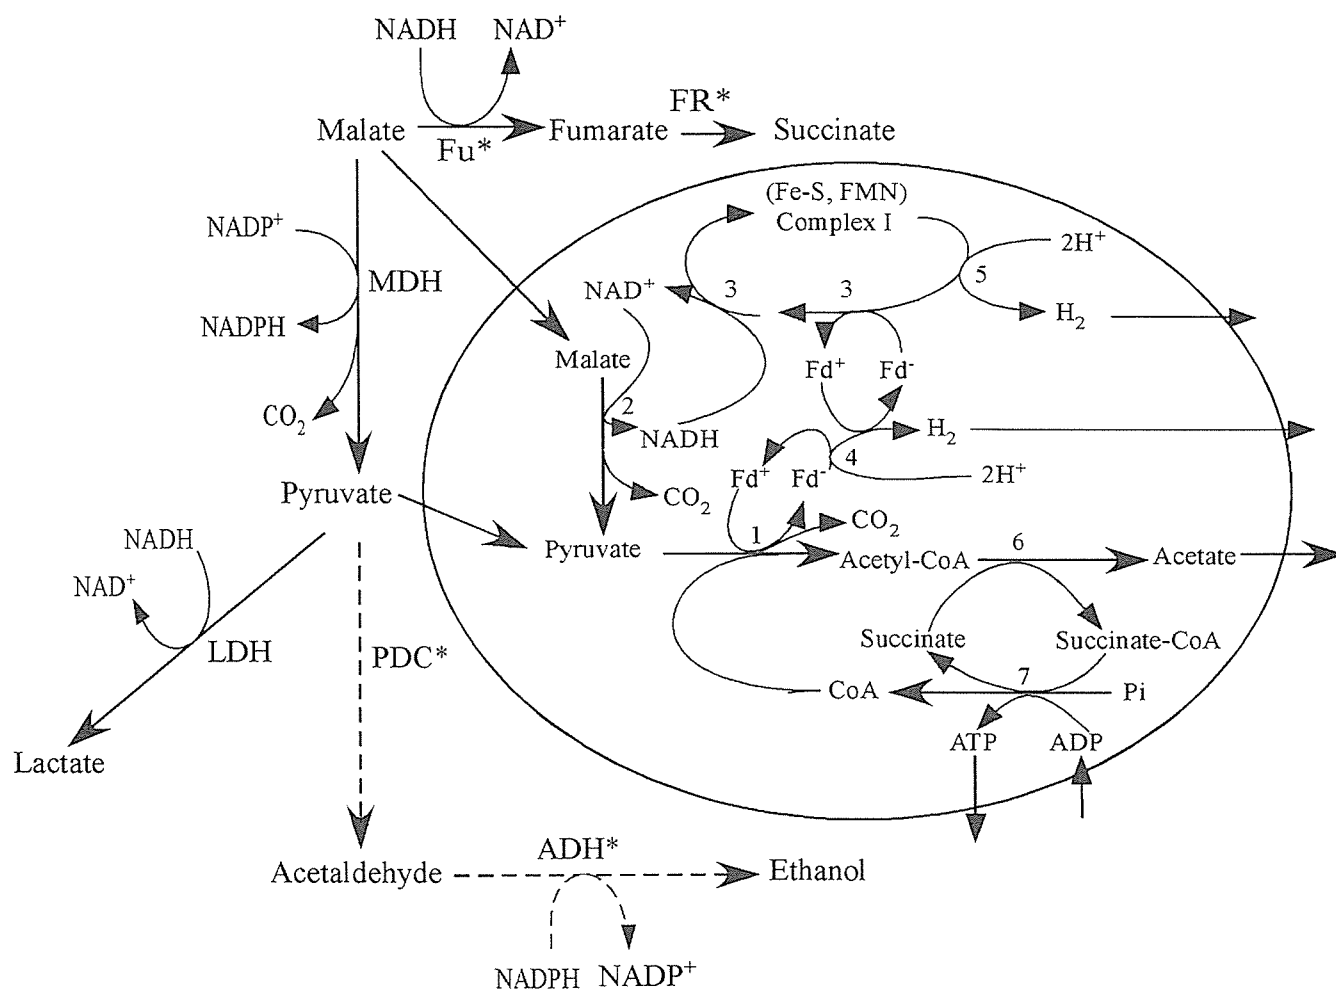 NADH NAD⁺
FR*
Malate Fumarate Succinate
Fu*
(Fe-S, FMN)
Complex I
NADP⁺
2H⁺
MDH
5
NAD⁺ 3 3
NADPH
H₂
Malate
Fd⁺ Fd⁻
2
CO₂
NADH
H₂
4
Fd⁺ Fd⁻ 2H⁺
Pyruvate
CO₂
CO₂
NADH
1
6
Pyruvate Acetyl-CoA Acetate
NAD⁺
Succinate Succinate-CoA
LDH
PDC*
7
CoA Pi
ATP ADP
Lactate
ADH*
Acetaldehyde Ethanol
NADPH NADP⁺